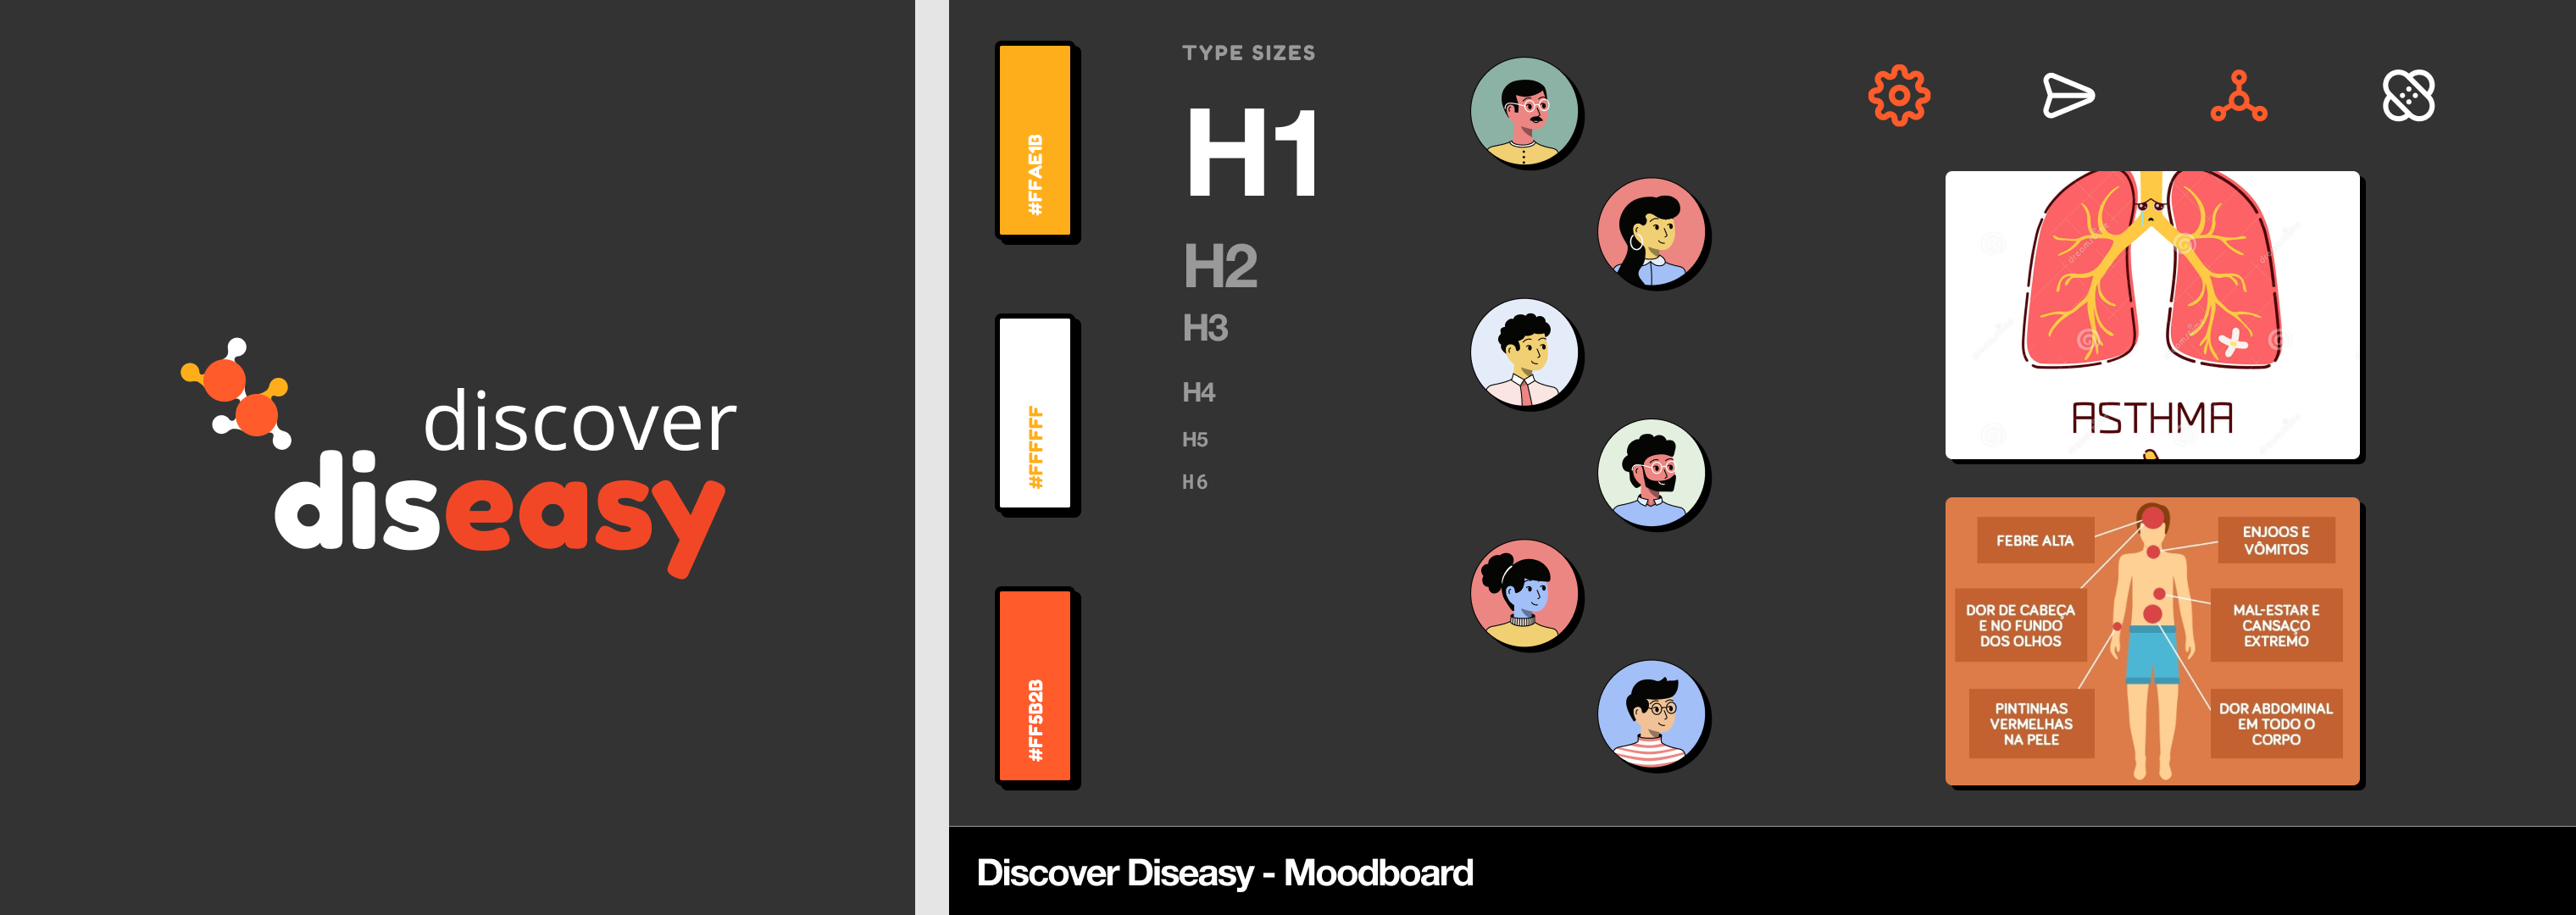 discover
diseasy
#FFAE1B
#FFFFFF
#FF5B2B
TYPE SIZES
H1
H2
H3
H4
H5
H6
dreamstime
ASTHMA
FEBRE ALTA
DOR DE CABEÇA
E NO FUNDO
DOS OLHOS
PINTINHAS
VERMELHAS
NA PELE
ENJOOS E
VÔMITOS
MAL-ESTAR E
CANSAÇO
EXTREMO
DOR ABDOMINAL
EM TODO O
CORPO
Discover Diseasy - Moodboard